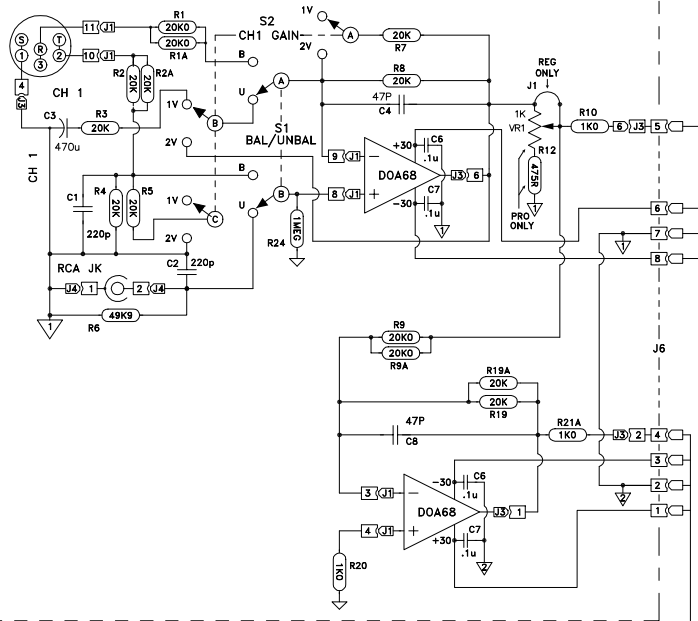 S
T
R
1
2
3
11 J1
10 J1
4
J3
CH 1
R1
20K0
20K0
R1A
R2
20K
20K
R2A
C3
470u
R3
20K
CH 1
1V
2V
B
U
B
A
S2
CH1 GAIN
1V
2V
A
20K
R7
R8
20K
47P
C4
S1
BAL/UNBAL
9 J1
8 J1
−
+
DOA68
+30
C6
.1u
C7
−30
.1u
1
J3 6
J1
REG
ONLY
1K
VR1
R12
475R
PRO
ONLY
1
R10
1K0
6 J3
5
6
7
8
1
C1
220p
R4
20K
R5
20K
1V
2V
C
B
U
B
C2
220p
R24
1MEG
RCA JK
J4 1
2 J4
49K9
R6
1
J6
R9
20K0
20K0
R9A
R19A
20K
20K
R19
47P
C8
R21A
1K0
J3 2
4
3
2
1
2
3 J1
4 J1
−
+
DOA68
−30
C6
.1u
C7
+30
.1u
2
J3 1
R20
1K0